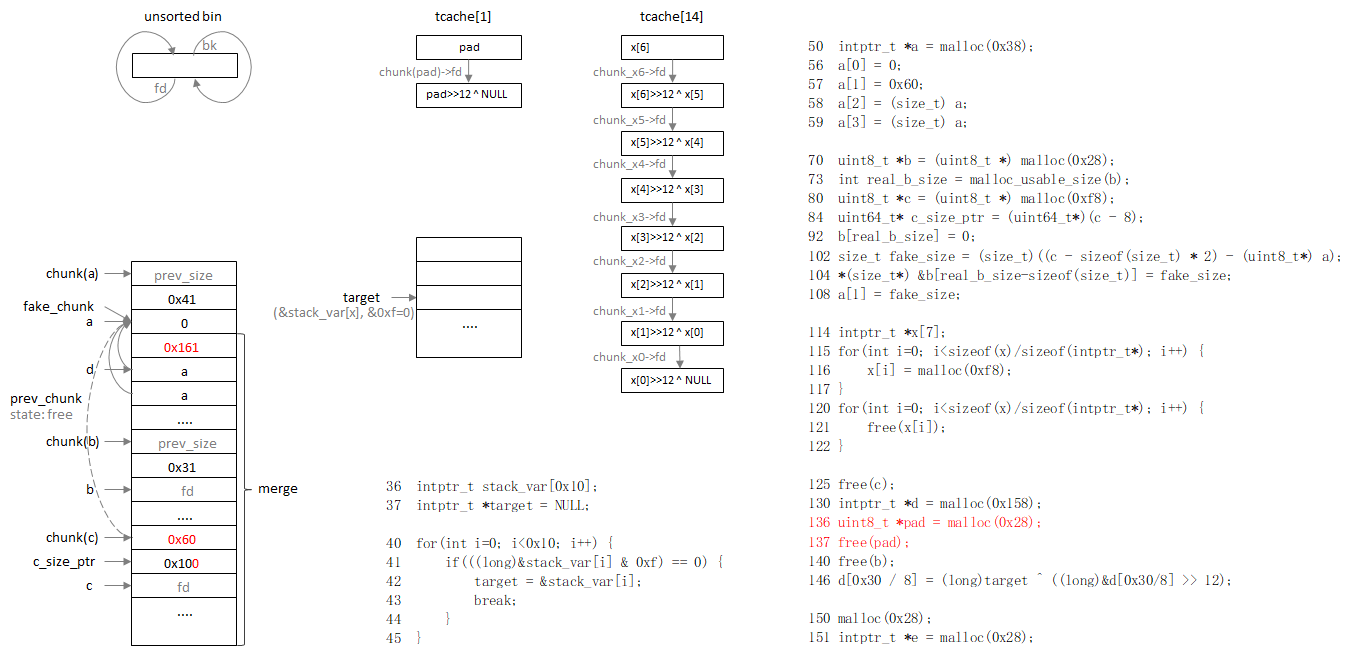 unsorted bin
bk
fd
tcache[1]
pad
chunk(pad)->fd
pad>>12 ^ NULL
tcache[14]
x[6]
chunk_x6->fd
x[6]>>12 ^ x[5]
chunk_x5->fd
x[5]>>12 ^ x[4]
chunk_x4->fd
x[4]>>12 ^ x[3]
chunk_x3->fd
x[3]>>12 ^ x[2]
chunk_x2->fd
x[2]>>12 ^ x[1]
chunk_x1->fd
x[1]>>12 ^ x[0]
chunk_x0->fd
x[0]>>12 ^ NULL
target
(&stack_var[x], &0xf=0)
....
chunk(a)
prev_size
0x41
fake_chunk
a
0
0x161
d
a
a
prev_chunk
state: free
....
chunk(b)
prev_size
0x31
b
fd
merge
....
chunk(c)
0x60
c_size_ptr
0x100
c
fd
....
36 intptr_t stack_var[0x10];
37 intptr_t *target = NULL;
40 for(int i=0; i<0x10; i++) {
41 if(((long)&stack_var[i] & 0xf) == 0) {
42 target = &stack_var[i];
43 break;
44 }
45 }
50 intptr_t *a = malloc(0x38);
56 a[0] = 0;
57 a[1] = 0x60;
58 a[2] = (size_t) a;
59 a[3] = (size_t) a;
70 uint8_t *b = (uint8_t *) malloc(0x28);
73 int real_b_size = malloc_usable_size(b);
80 uint8_t *c = (uint8_t *) malloc(0xf8);
84 uint64_t* c_size_ptr = (uint64_t*)(c - 8);
92 b[real_b_size] = 0;
102 size_t fake_size = (size_t)((c - sizeof(size_t) * 2) - (uint8_t*) a);
104 *(size_t*) &b[real_b_size-sizeof(size_t)] = fake_size;
108 a[1] = fake_size;
114 intptr_t *x[7];
115 for(int i=0; i<sizeof(x)/sizeof(intptr_t*); i++) {
116 x[i] = malloc(0xf8);
117 }
120 for(int i=0; i<sizeof(x)/sizeof(intptr_t*); i++) {
121 free(x[i]);
122 }
125 free(c);
130 intptr_t *d = malloc(0x158);
136 uint8_t *pad = malloc(0x28);
137 free(pad);
140 free(b);
146 d[0x30 / 8] = (long)target ^ ((long)&d[0x30/8] >> 12);
150 malloc(0x28);
151 intptr_t *e = malloc(0x28);